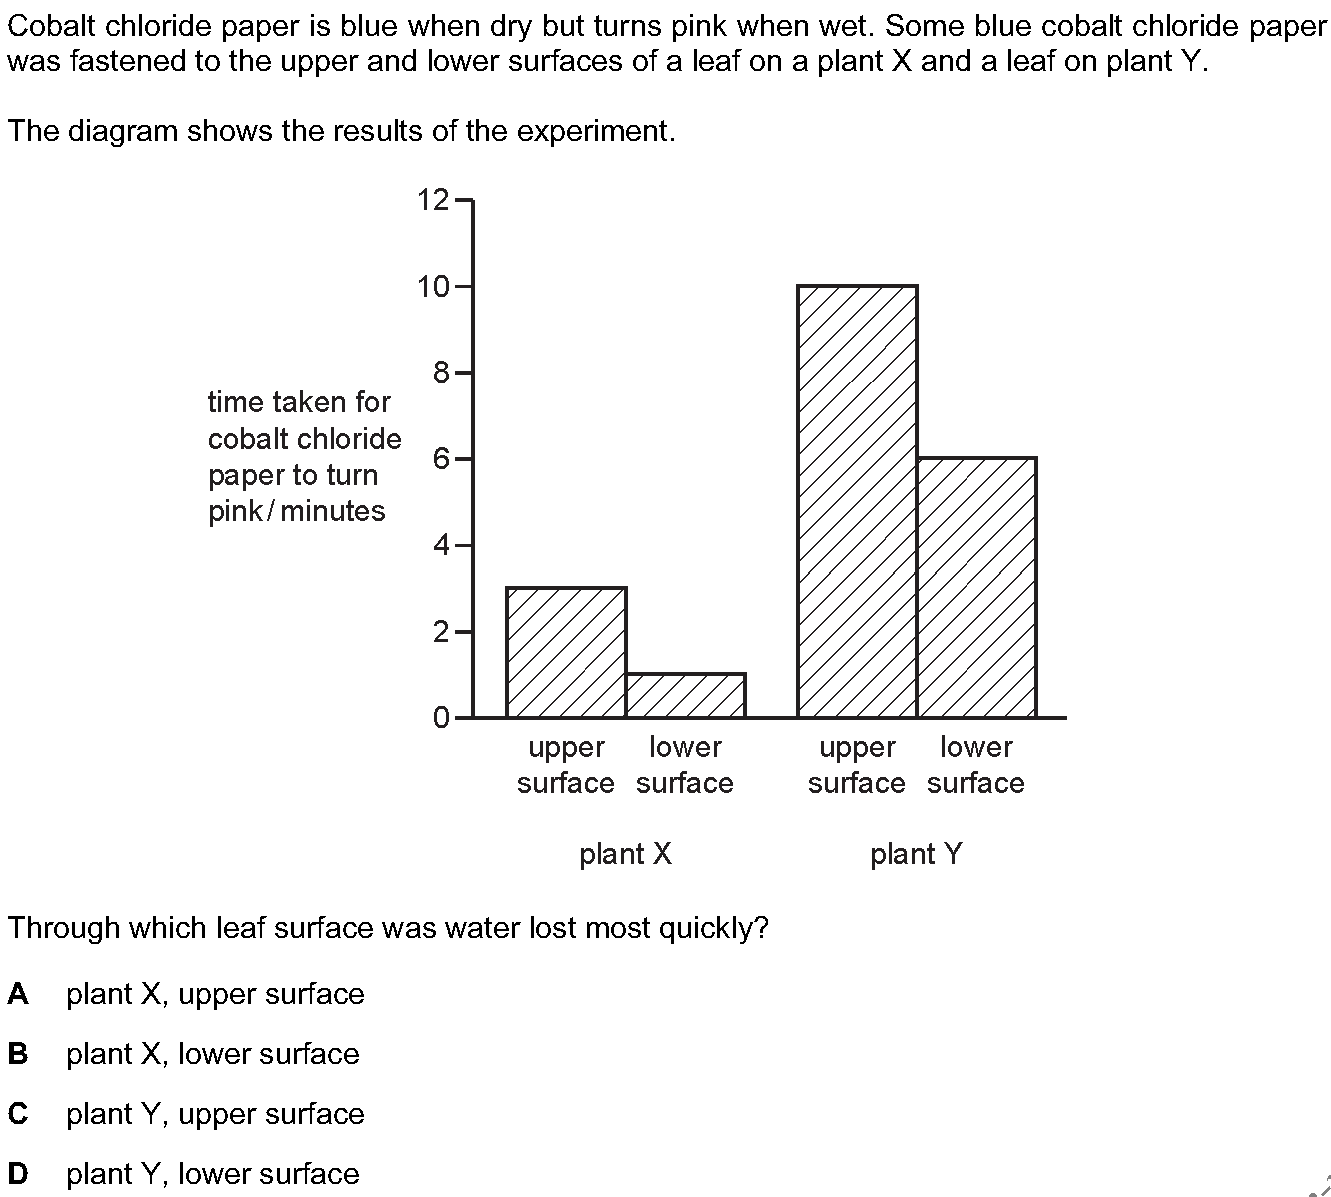 Cobalt chloride paper is blue when dry but turns pink when wet. Some blue cobalt chloride paper
was fastened to the upper and lower surfaces of a leaf on a plant X and a leaf on plant Y.
The diagram shows the results of the experiment.
12
10
8
6
4
2
0
time taken for
cobalt chloride
paper to turn
pink / minutes
upper lower upper lower
surface surface surface surface
plant X plant Y
Through which leaf surface was water lost most quickly?
A plant X, upper surface
B plant X, lower surface
C plant Y, upper surface
D plant Y, lower surface